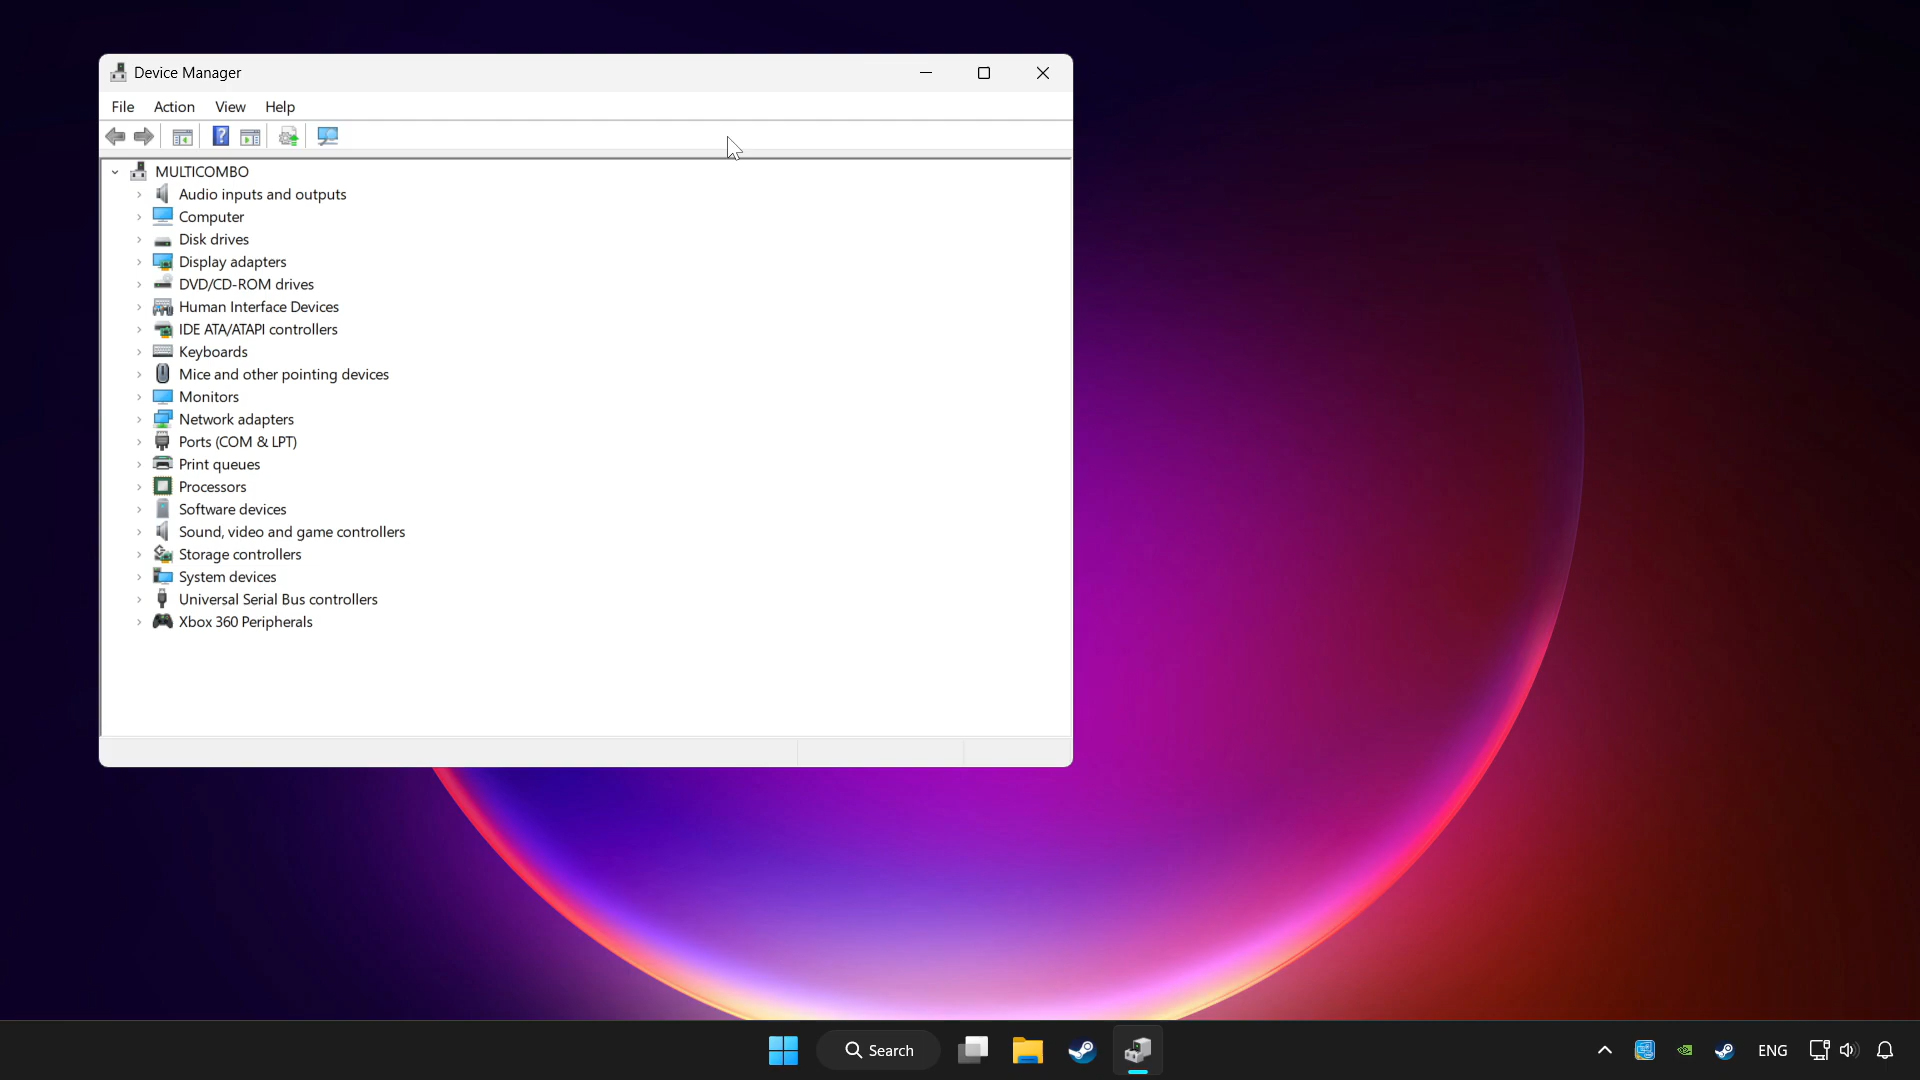 Device Manager
File Action View Help
?
MULTICOMBO
Audio inputs and outputs
Computer
Disk drives
Display adapters
DVD/CD-ROM drives
Human Interface Devices
IDE ATA/ATAPI controllers
Keyboards
Mice and other pointing devices
Monitors
Network adapters
Ports (COM & LPT)
Print queues
Processors
Software devices
Sound, video and game controllers
Storage controllers
System devices
Universal Serial Bus controllers
Xbox 360 Peripherals
Search
ENG